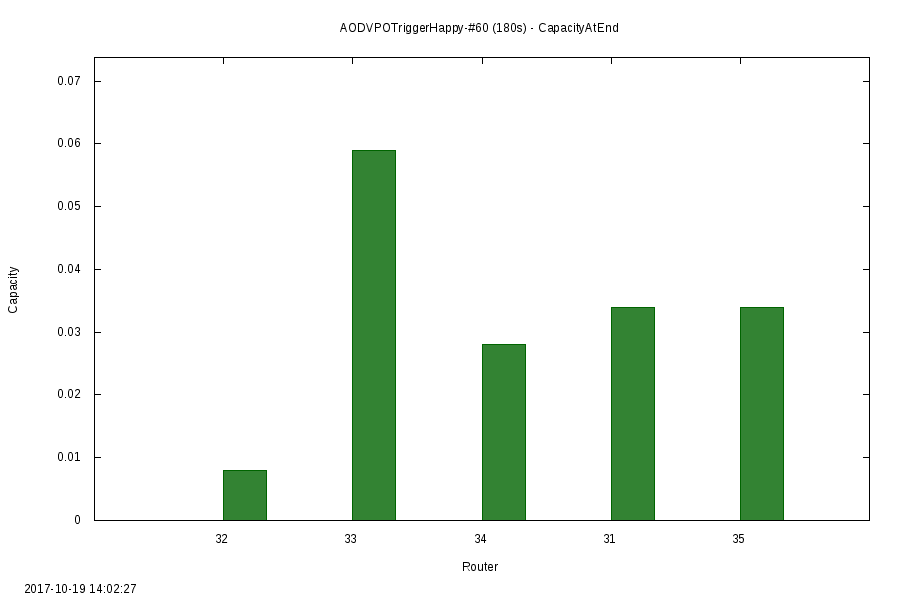 AODVPOTriggerHappy-#60 (180s) - CapacityAtEnd
0.07
0.06
0.05
0.04
0.03
0.02
0.01
0
Capacity
32 33 34 31 35
Router
2017-10-19 14:02:27